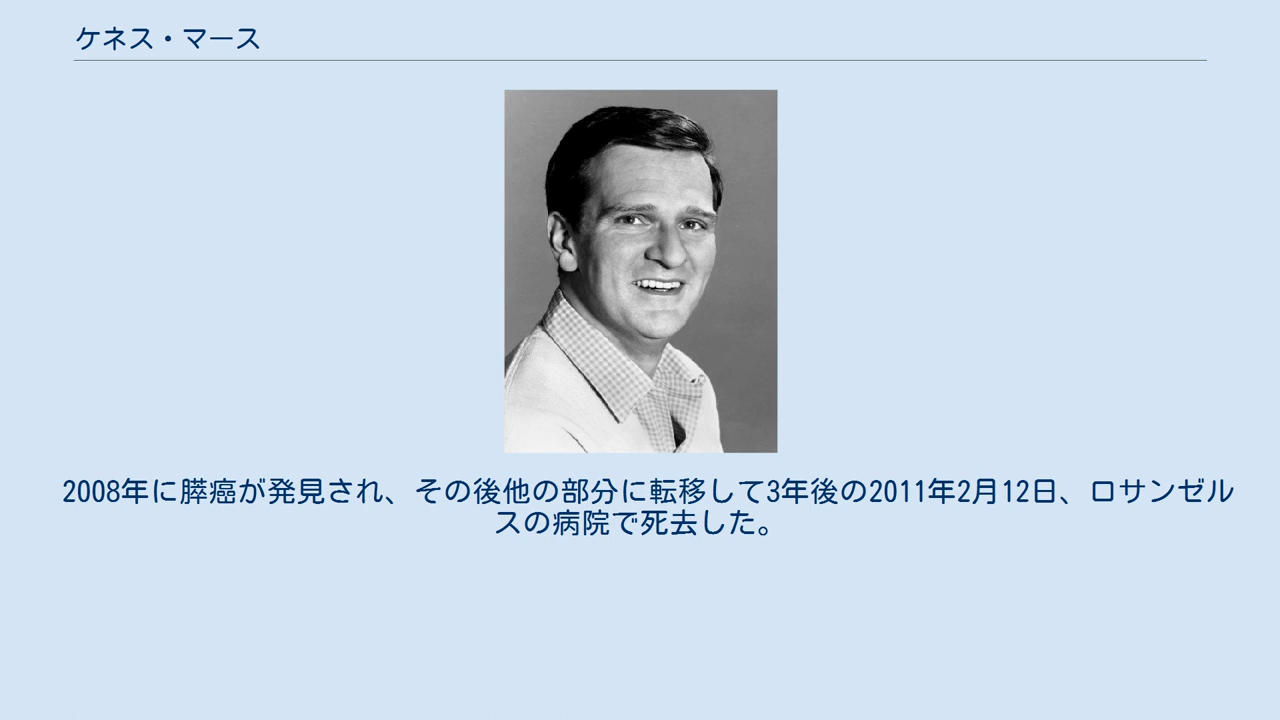 ケネス・マース
2008年に膵癌が発見され、その後他の部分に転移して3年後の2011年2月12日、ロサンゼル
スの病院で死去した。